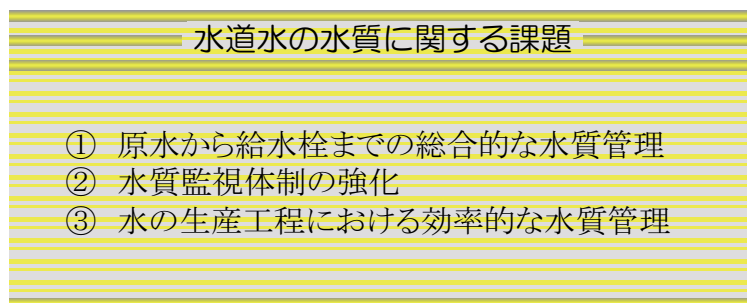 水道水の水質に関する課題
① 原水から給水栓までの総合的な水質管理
② 水質監視体制の強化
③ 水の生産工程における効率的な水質管理